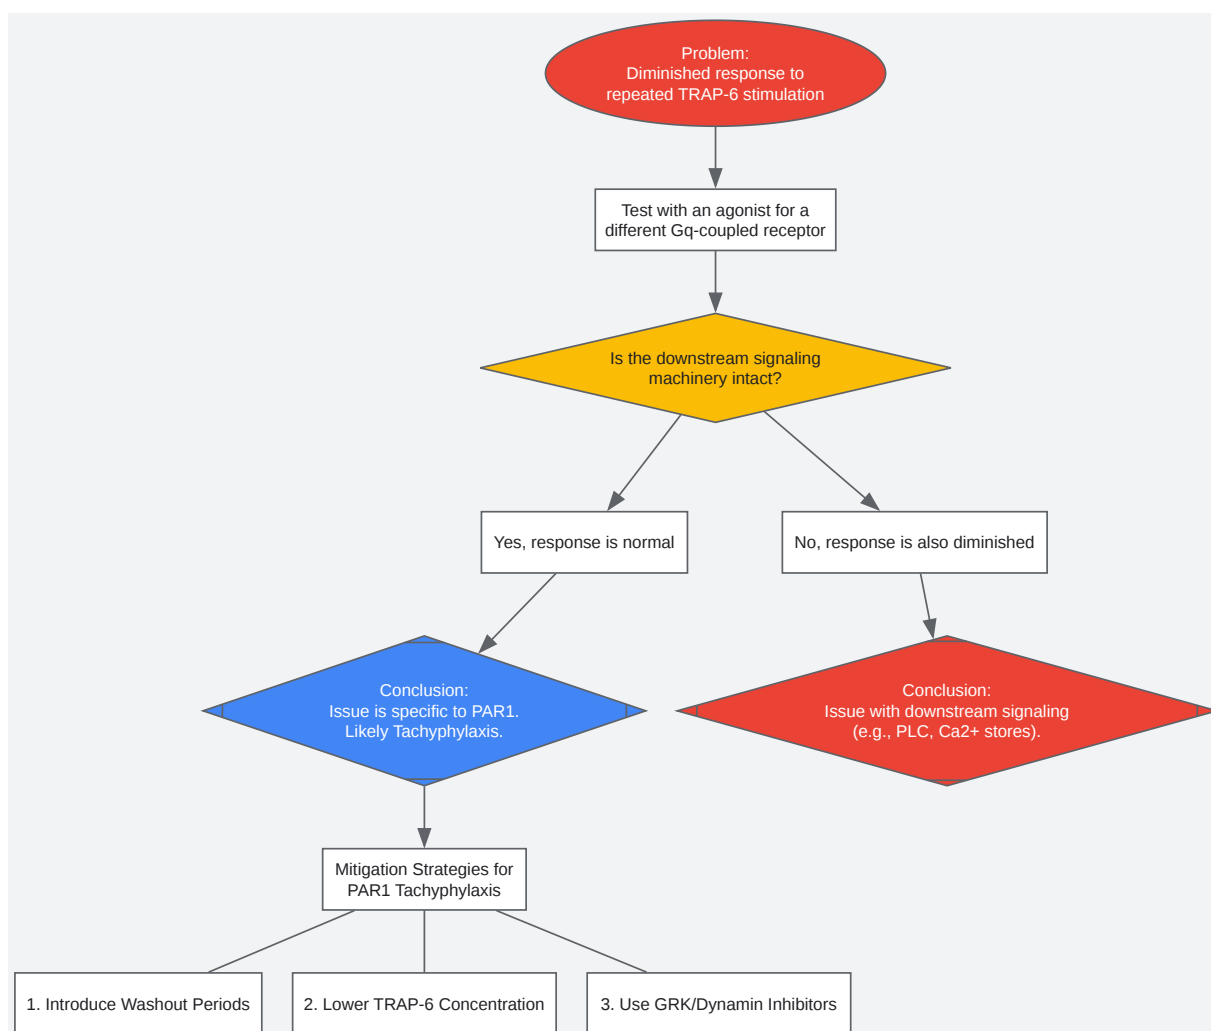 Problem:
Diminished response to
repeated TRAP-6 stimulation
Test with an agonist for a
different Gq-coupled receptor
Is the downstream signaling
machinery intact?
Yes, response is normal
No, response is also diminished
Conclusion:
Issue is specific to PAR1.
Likely Tachyphylaxis.
Conclusion:
Issue with downstream signaling
(e.g., PLC, Ca2+ stores).
Mitigation Strategies for
PAR1 Tachyphylaxis
1. Introduce Washout Periods
2. Lower TRAP-6 Concentration
3. Use GRK/Dynamin Inhibitors